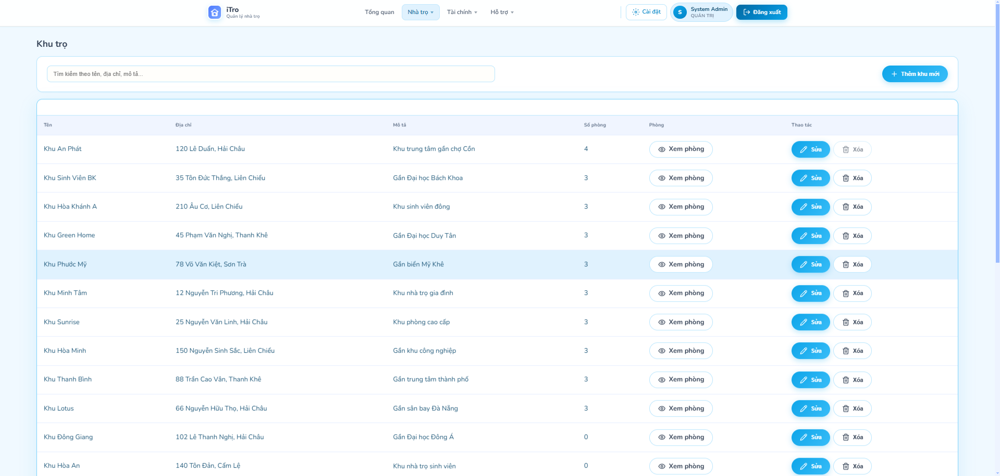 iTro
Quản lý nhà trọ
Tổng quan
Nhà trọ
Tài chính
Hỗ trợ
Cài đặt
S
System Admin
QUẢN TRỊ
Đăng xuất
Khu trọ
Tìm kiếm theo tên, địa chỉ, mô tả...
Thêm khu mới
Tên Địa chỉ Mô tả Số phòng Phòng Thao tác
Khu An Phát 120 Lê Duẩn, Hải Châu Khu trung tâm gần chợ Cồn 4 Xem phòng Sửa Xóa
Khu Sinh Viên BK 35 Tôn Đức Thắng, Liên Chiểu Gần Đại học Bách Khoa 3 Xem phòng Sửa Xóa
Khu Hòa Khánh A 210 Âu Cơ, Liên Chiểu Khu sinh viên đông 3 Xem phòng Sửa Xóa
Khu Green Home 45 Phạm Văn Nghị, Thanh Khê Gần Đại học Duy Tân 3 Xem phòng Sửa Xóa
Khu Phước Mỹ 78 Võ Văn Kiệt, Sơn Trà Gần biển Mỹ Khê 3 Xem phòng Sửa Xóa
Khu Minh Tâm 12 Nguyễn Tri Phương, Hải Châu Khu nhà trọ gia đình 3 Xem phòng Sửa Xóa
Khu Sunrise 25 Nguyễn Văn Linh, Hải Châu Khu phòng cao cấp 3 Xem phòng Sửa Xóa
Khu Hòa Minh 150 Nguyễn Sinh Sắc, Liên Chiểu Gần khu công nghiệp 3 Xem phòng Sửa Xóa
Khu Thanh Bình 88 Trần Cao Vân, Thanh Khê Gần trung tâm thành phố 3 Xem phòng Sửa Xóa
Khu Lotus 66 Nguyễn Hữu Thọ, Hải Châu Gần sân bay Đà Nẵng 3 Xem phòng Sửa Xóa
Khu Đông Giang 102 Lê Thanh Nghị, Hải Châu Gần Đại học Đông Á 0 Xem phòng Sửa Xóa
Khu Hòa An 140 Tôn Đản, Cẩm Lệ Khu nhà trọ sinh viên 0 Xem phòng Sửa Xóa